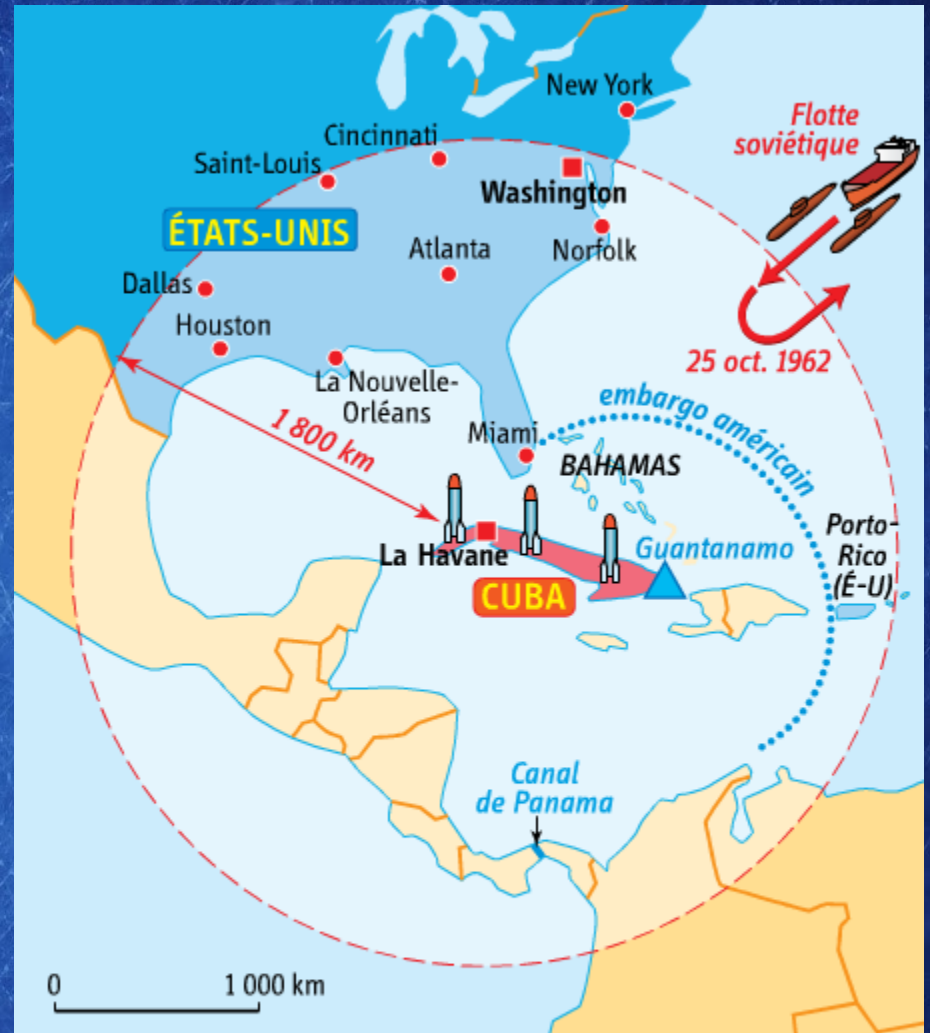 New York
Flotte
soviétique
Cincinnati
Saint-Louis
Washington
ÉTATS-UNIS
Atlanta
Norfolk
Dallas
Houston
25 oct. 1962
La Nouvelle-
Orléans
embargo américain
1 800 km
Miami
BAHAMAS
Porto-
Rico
(É-U)
La Havane
Guantanamo
CUBA
Canal
de Panama
0 1 000 km